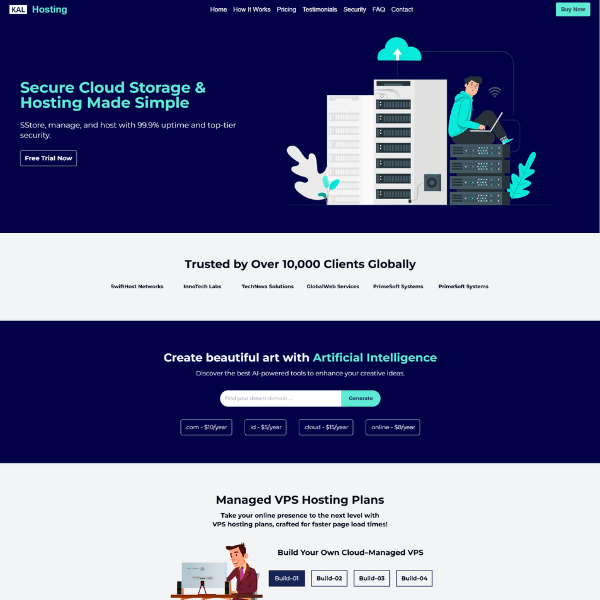 KAL Hosting
Home How It Works Pricing Testimonials Security FAQ Contact
Buy Now
Secure Cloud Storage &
Hosting Made Simple
SStore, manage, and host with 99.9% uptime and top-tier
security.
Free Trial Now
Trusted by Over 10,000 Clients Globally
SwiftHost Networks InnoTech Labs TechNova Solutions GlobalWeb Services PrimeSoft Systems PrimeSoft Systems
Create beautiful art with Artificial Intelligence
Discover the best AI-powered tools to enhance your creative ideas.
Find your dream domain ... Generate
.com - $10/year .id - $5/year .cloud - $15/year .online - $8/year
Managed VPS Hosting Plans
Take your online presence to the next level with
VPS hosting plans, crafted for faster page load times!
Build Your Own Cloud–Managed VPS
Build-01 Build-02 Build-03 Build-04